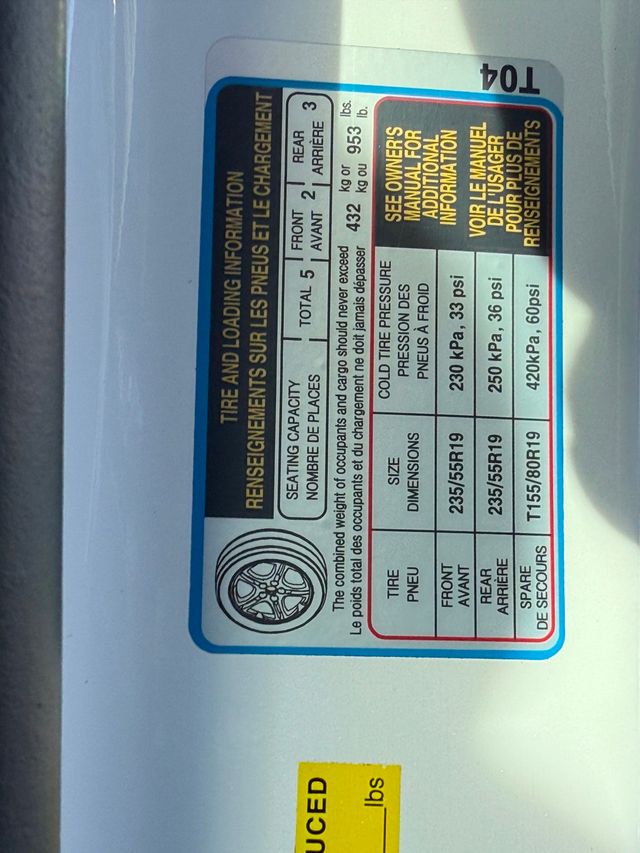 T04
TIRE AND LOADING INFORMATION
RENSEIGNEMENTS SUR LES PNEUS ET LE CHARGEMENT
SEATING CAPACITY
NOMBRE DE PLACES
TOTAL 5
FRONT
AVANT
2
REAR
ARRIÈRE
3
The combined weight of occupants and cargo should never exceed
Le poids total des occupants et du chargement ne doit jamais dépasser
432
kg or
kg ou
953
lbs.
lb.
TIRE
PNEU
SIZE
DIMENSIONS
COLD TIRE PRESSURE
PRESSION DES
PNEUS À FROID
SEE OWNER'S
MANUAL FOR
ADDITIONAL
INFORMATION
VOIR LE MANUEL
DE L'USAGER
POUR PLUS DE
RENSEIGNEMENTS
FRONT
AVANT
235/55R19
230 kPa, 33 psi
REAR
ARRIÈRE
235/55R19
250 kPa, 36 psi
SPARE
DE SECOURS
T155/80R19
420kPa, 60psi
UCED
lbs